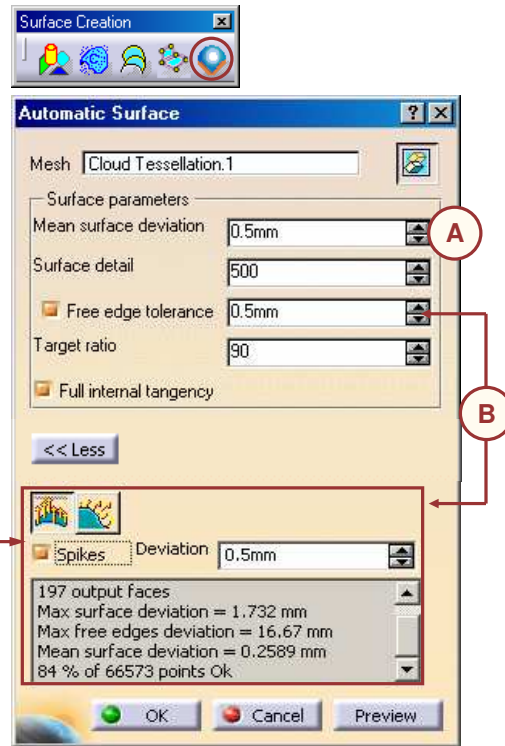 Surface Creation
Automatic Surface
Mesh Cloud Tessellation.1
Surface parameters
Mean surface deviation 0.5mm
A
Surface detail 500
Free edge tolerance 0.5mm
Target ratio 90
Full internal tangency
B
<< Less
Spikes Deviation 0.5mm
197 output faces
Max surface deviation = 1.732 mm
Max free edges deviation = 16.67 mm
Mean surface deviation = 0.2589 mm
84 % of 66573 points Ok
OK Cancel Preview